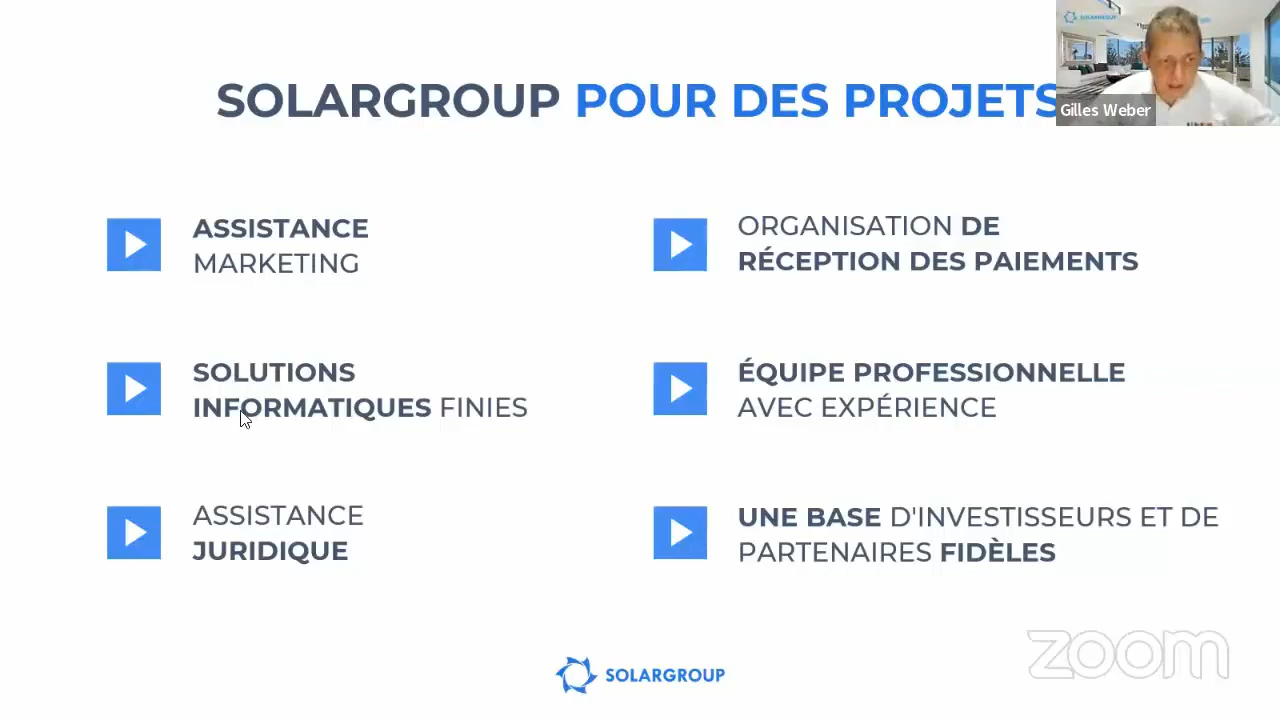 SOLARGROUP
SOLARGROUP POUR DES PROJETS
Gilles Weber
ASSISTANCE
MARKETING
ORGANISATION DE
RÉCEPTION DES PAIEMENTS
SOLUTIONS
INFORMATIQUES FINIES
ÉQUIPE PROFESSIONNELLE
AVEC EXPÉRIENCE
ASSISTANCE
JURIDIQUE
UNE BASE D'INVESTISSEURS ET DE
PARTENAIRES FIDÈLES
SOLARGROUP
zoom